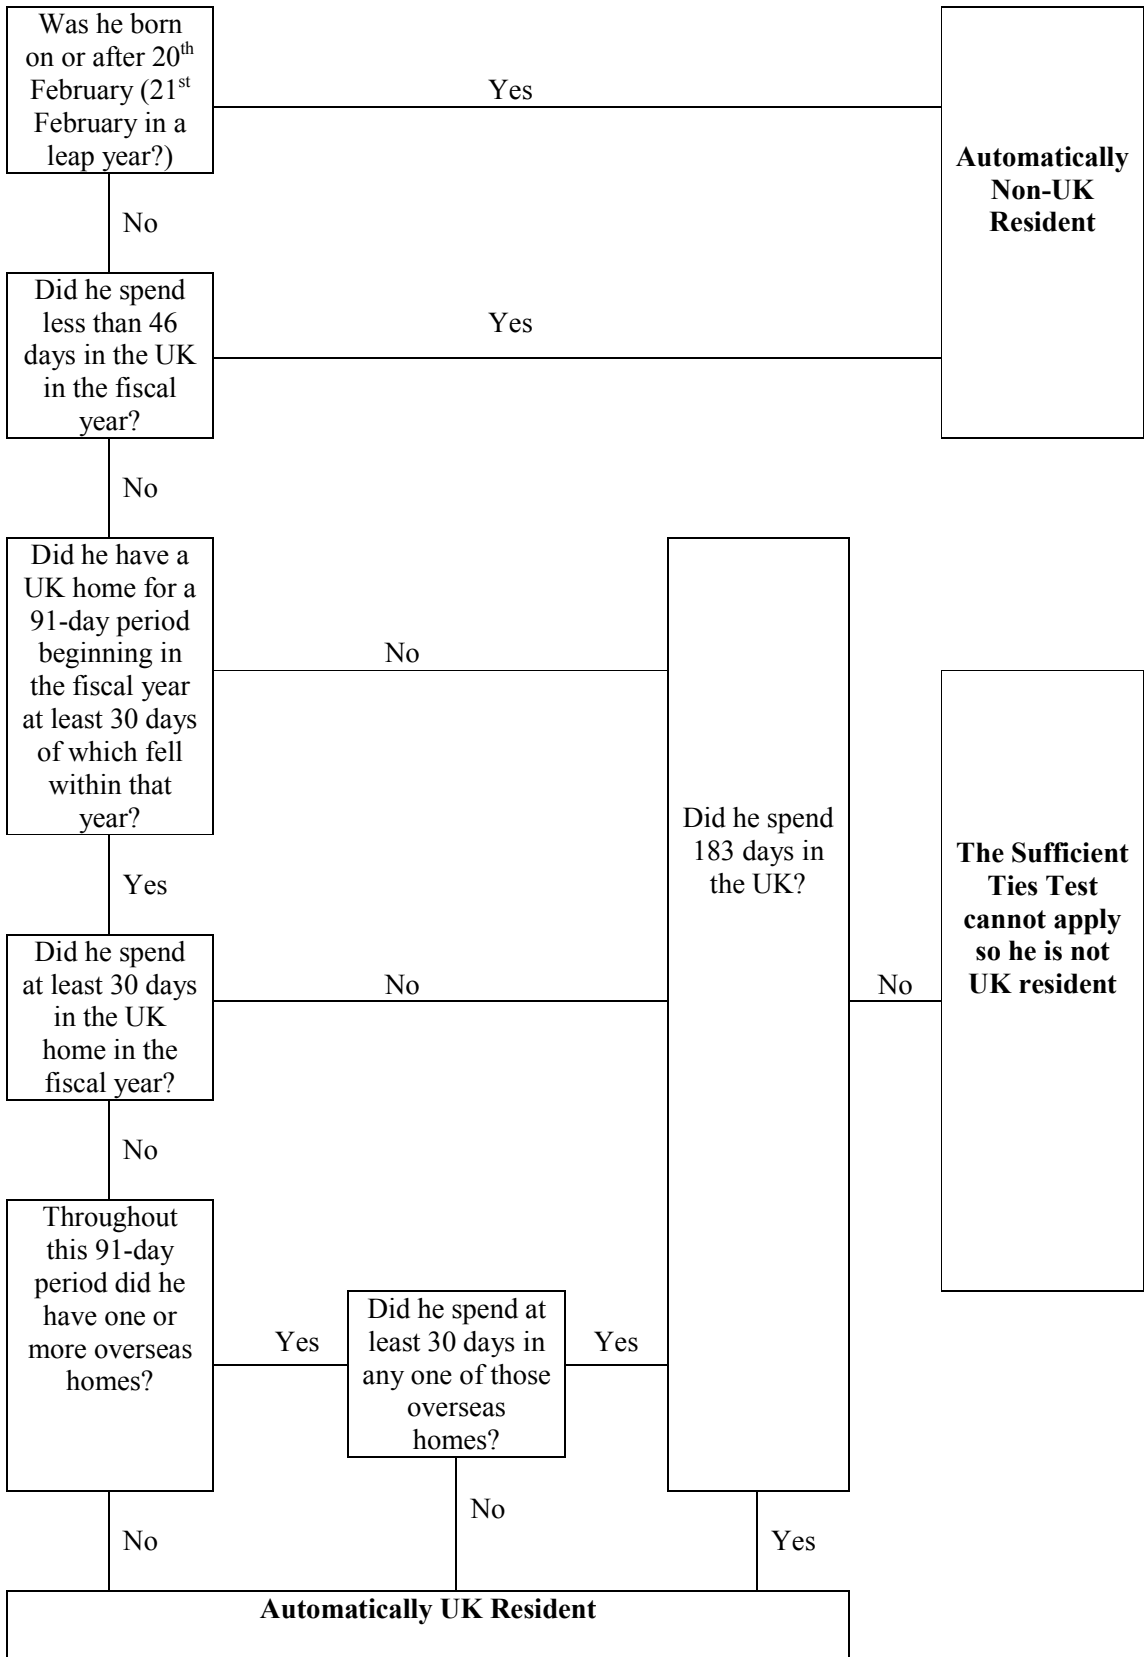 Was he born
on or after 20th
February (21st
February in a
leap year?)
Yes
Automatically
Non-UK
Resident
No
Did he spend
less than 46
days in the UK
in the fiscal
year?
Yes
No
Did he have a
UK home for a
91-day period
beginning in
the fiscal year
at least 30 days
of which fell
within that
year?
No
Did he spend
183 days in
the UK?
The Sufficient
Ties Test
cannot apply
so he is not
UK resident
Yes
Did he spend
at least 30 days
in the UK
home in the
fiscal year?
No
No
No
Throughout
this 91-day
period did he
have one or
more overseas
homes?
Yes
Did he spend at
least 30 days in
any one of those
overseas
homes?
Yes
No
No
Yes
Automatically UK Resident